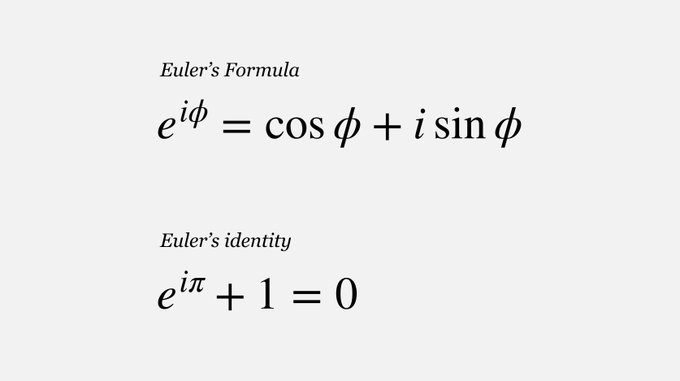 Euler’s Formula
e^{iϕ} = cos ϕ + i sin ϕ
Euler’s identity
e^{iπ} + 1 = 0